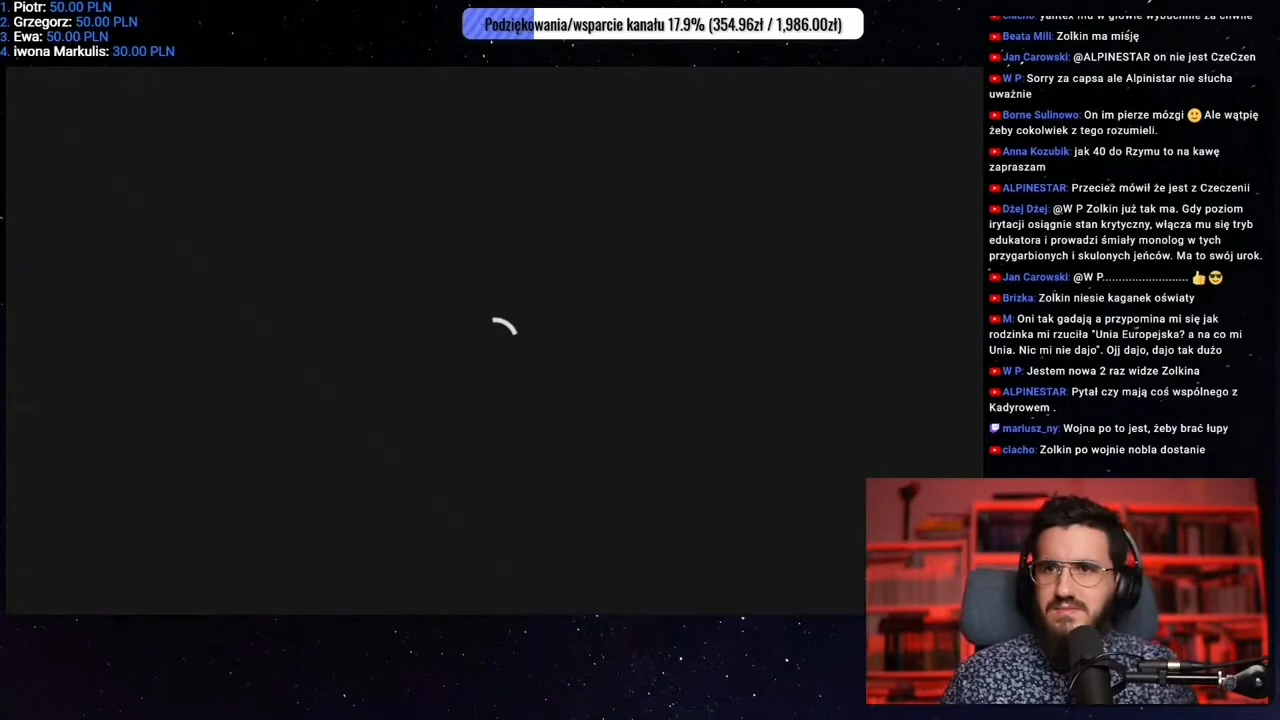 1. Piotr: 50.00 PLN
2. Grzegorz: 50.00 PLN
3. Ewa: 50.00 PLN
4. iwona Markulis: 30.00 PLN
Podziękowania/wsparcie kanału 17.9% (354.96zł / 1,986.00zł)
Beata Mill: Zolkin ma misję
Jan Carowski: @ALPINESTAR on nie jest CzeCzen
W P: Sorry za capsa ale Alpinistar nie słucha
uważnie
Borne Sulinowo: On im pierze mózgi 🙂 Ale wątpię
żeby cokolwiek z tego rozumieli.
Anna Kozubik: jak 40 do Rzymu to na kawę
zapraszam
ALPINESTAR: Przecież mówił że jest z Czeczenii
Dżej Dżej: @W P Zolkin już tak ma. Gdy poziom
irytacji osiągnie stan krytyczny, włącza mu się tryb
edukatora i prowadzi śmiały monolog w tych
przygarbionych i skulonych jeńców. Ma to swój urok.
Jan Carowski: @W P......................... 👍😎
Brizka: Zolkin niesie kaganek oświaty
M: Oni tak gadają a przypomina mi się jak
rodzinka mi rzuciła "Unia Europejska? a na co mi
Unia. Nic mi nie dajo". Ojj dajo, dajo tak dużo
W P: Jestem nowa 2 raz widze Zolkina
ALPINESTAR: Pytał czy mają coś wspólnego z
Kadyrowem .
mariusz_ny: Wojna po to jest, żeby brać łupy
ciacho: Zolkin po wojnie nobla dostanie